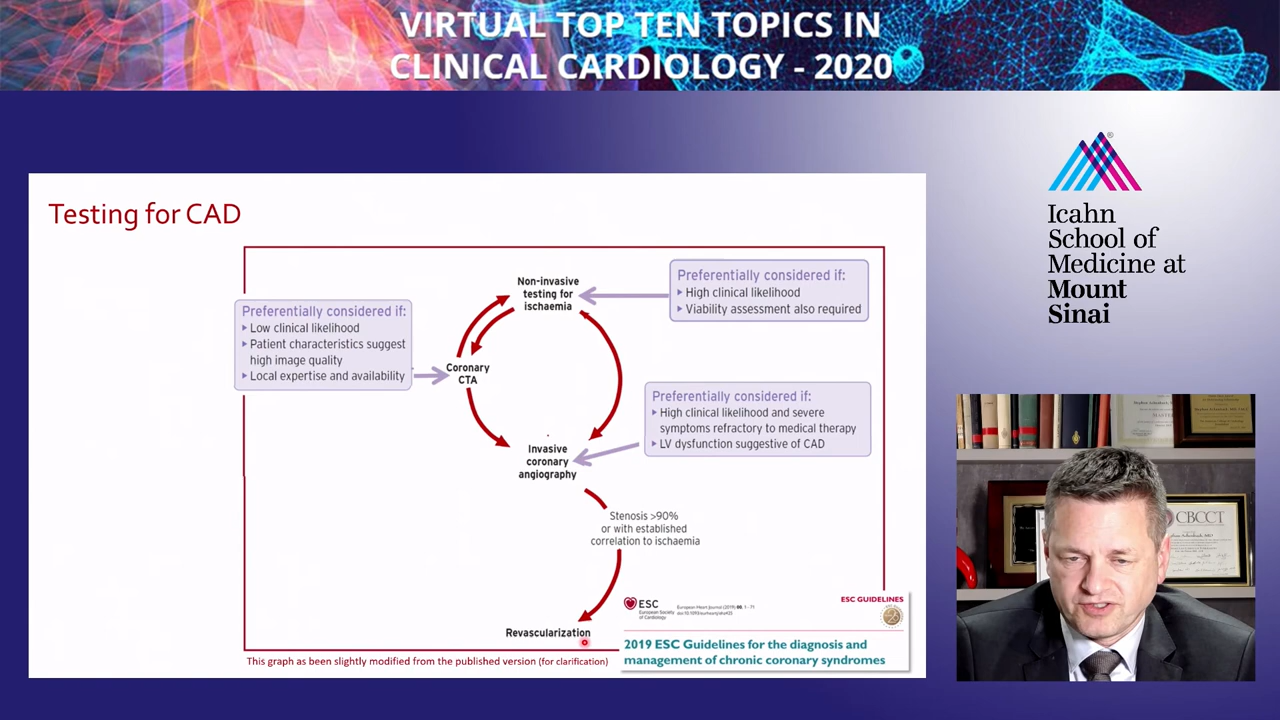 VIRTUAL TOP TEN TOPICS IN
CLINICAL CARDIOLOGY - 2020
Testing for CAD
Non-invasive
testing for
ischaemia
Preferentially considered if:
High clinical likelihood
Viability assessment also required
Preferentially considered if:
Low clinical likelihood
Patient characteristics suggest
high image quality
Local expertise and availability
Coronary
CTA
Preferentially considered if:
High clinical likelihood and severe
symptoms refractory to medical therapy
LV dysfunction suggestive of CAD
Invasive
coronary
angiography
Stenosis >90%
or with established
correlation to ischaemia
Revascularization
This graph as been slightly modified from the published version (for clarification)
ESC
European Society
of Cardiology
European Heart Journal (2019)
ESC GUIDELINES
2019 ESC Guidelines for the diagnosis and
management of chronic coronary syndromes
Icahn
School of
Medicine at
Mount
Sinai
CBCCT